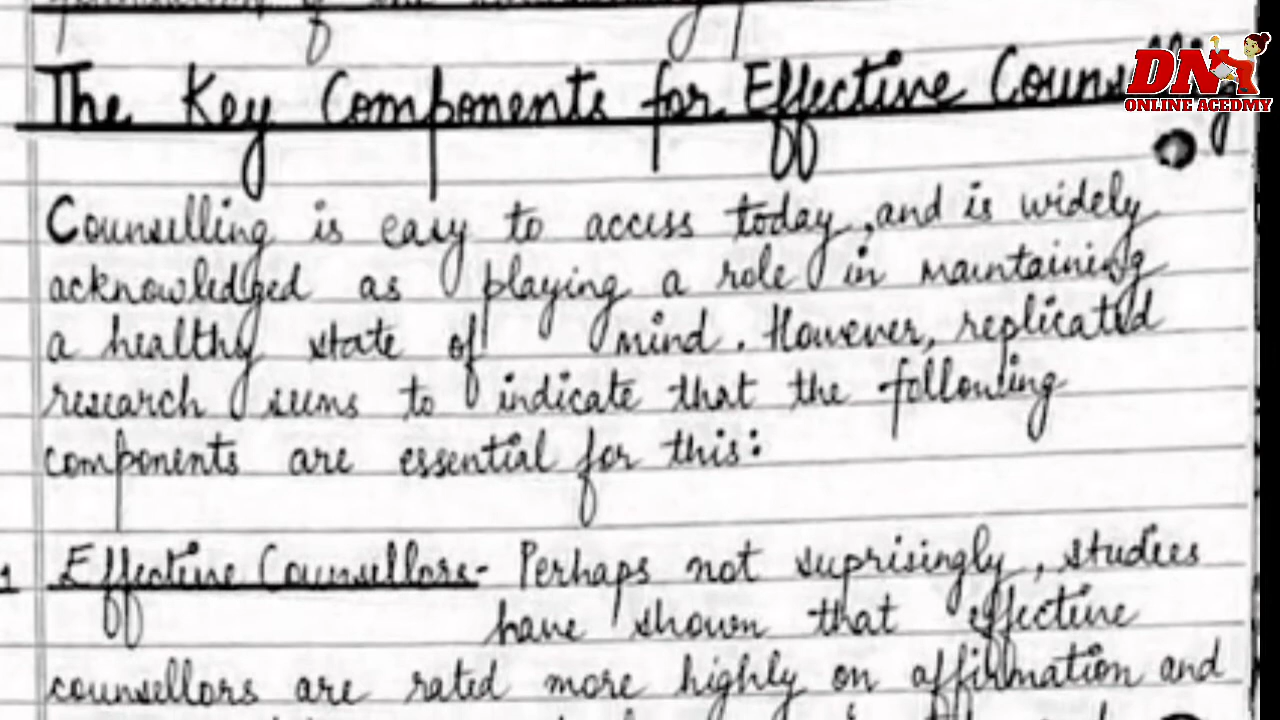 The Key Components for Effective Couns
DN
ONLINE ACEDMY
Counselling is easy to access today, and is widely
acknowledged as playing a role in maintaining
a healthy state of mind. However, replicated
research seems to indicate that the following
components are essential for this:
1 Effective Counsellors- Perhaps not suprisingly, studies
have shown that effective
counsellors are rated more highly on affirmation and